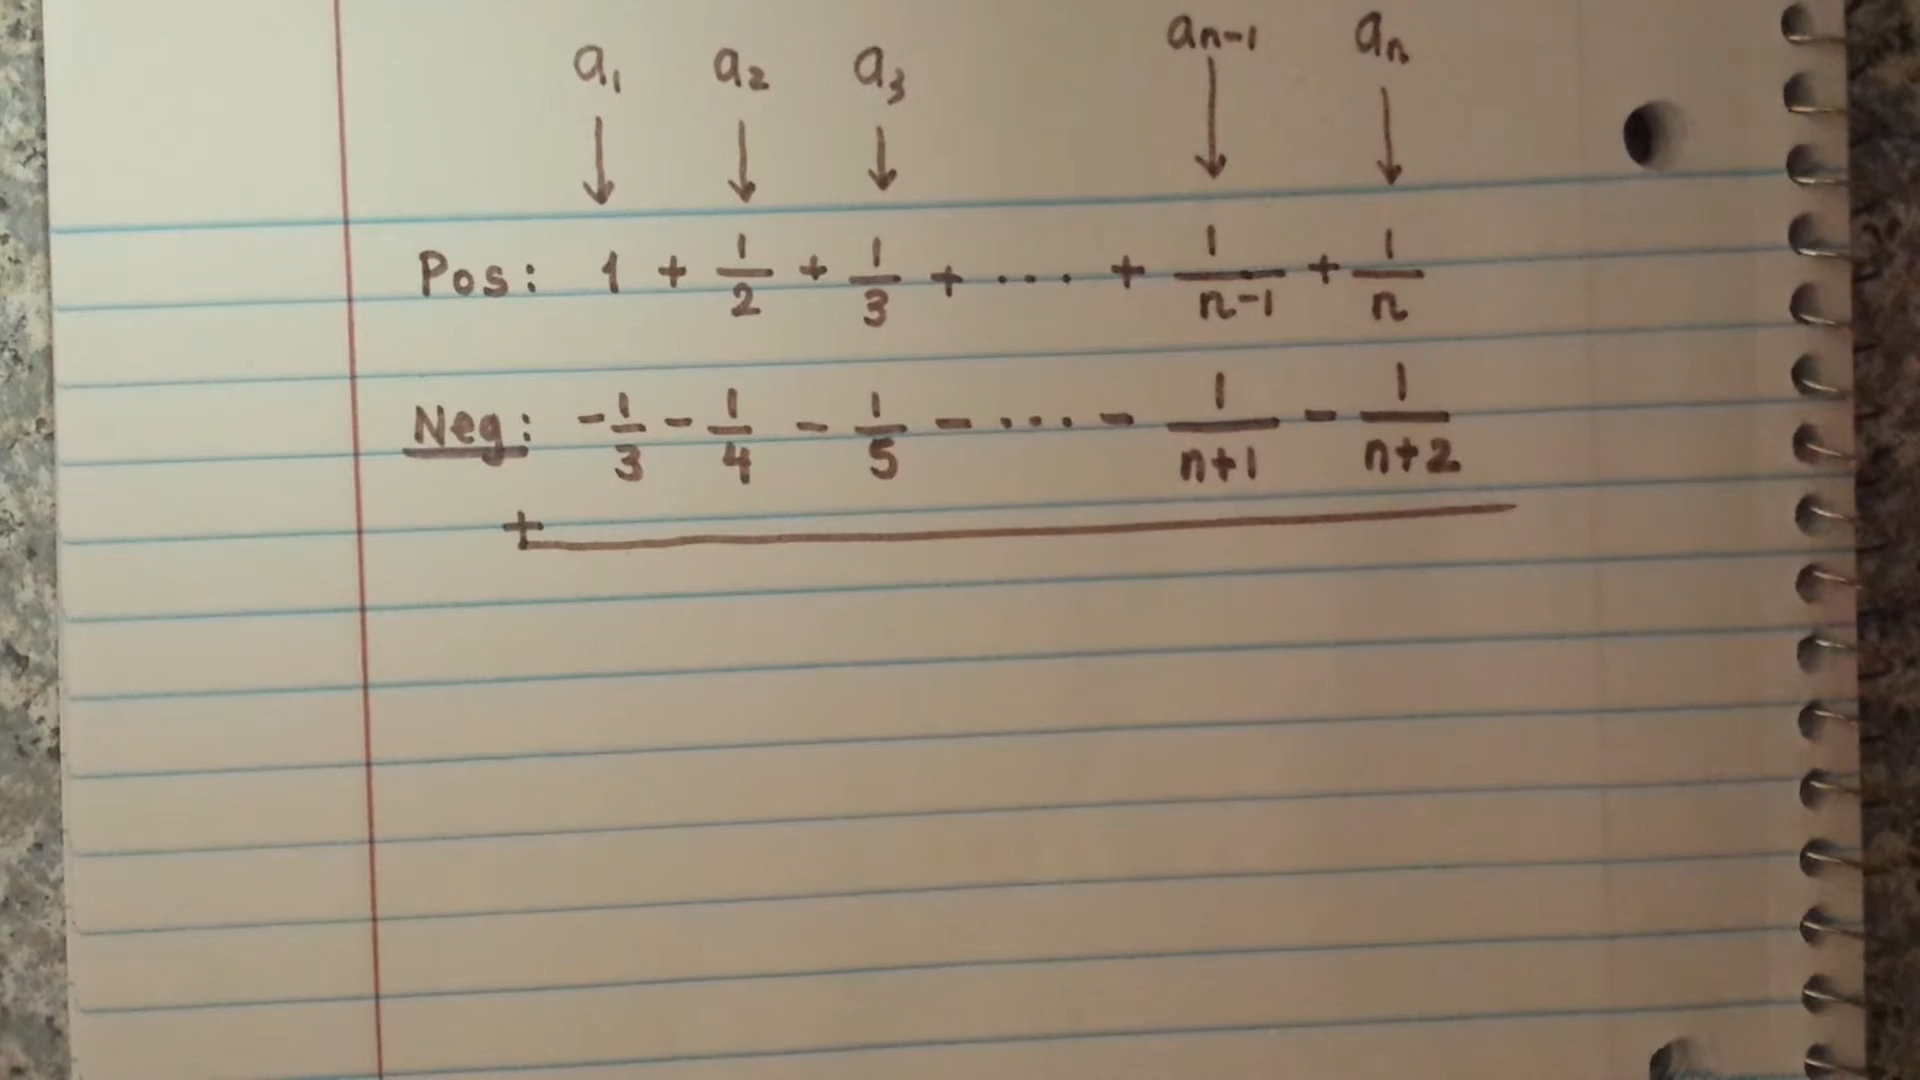 a₁ a₂ a₃ aₙ₋₁ aₙ
↓ ↓ ↓ ↓ ↓
Pos: 1 + 1/2 + 1/3 + ... + 1/(n-1) + 1/n
Neg: -1/3 - 1/4 - 1/5 - ... - 1/(n+1) - 1/(n+2)
+